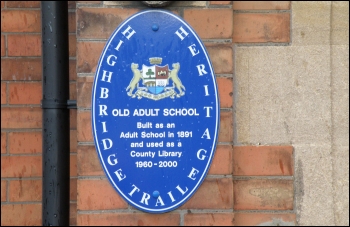 HIGHBRIDGE HERITAGE TRAIL
OLD ADULT SCHOOL
Built as an
Adult School in 1891
and used as a
County Library
1960 - 2000